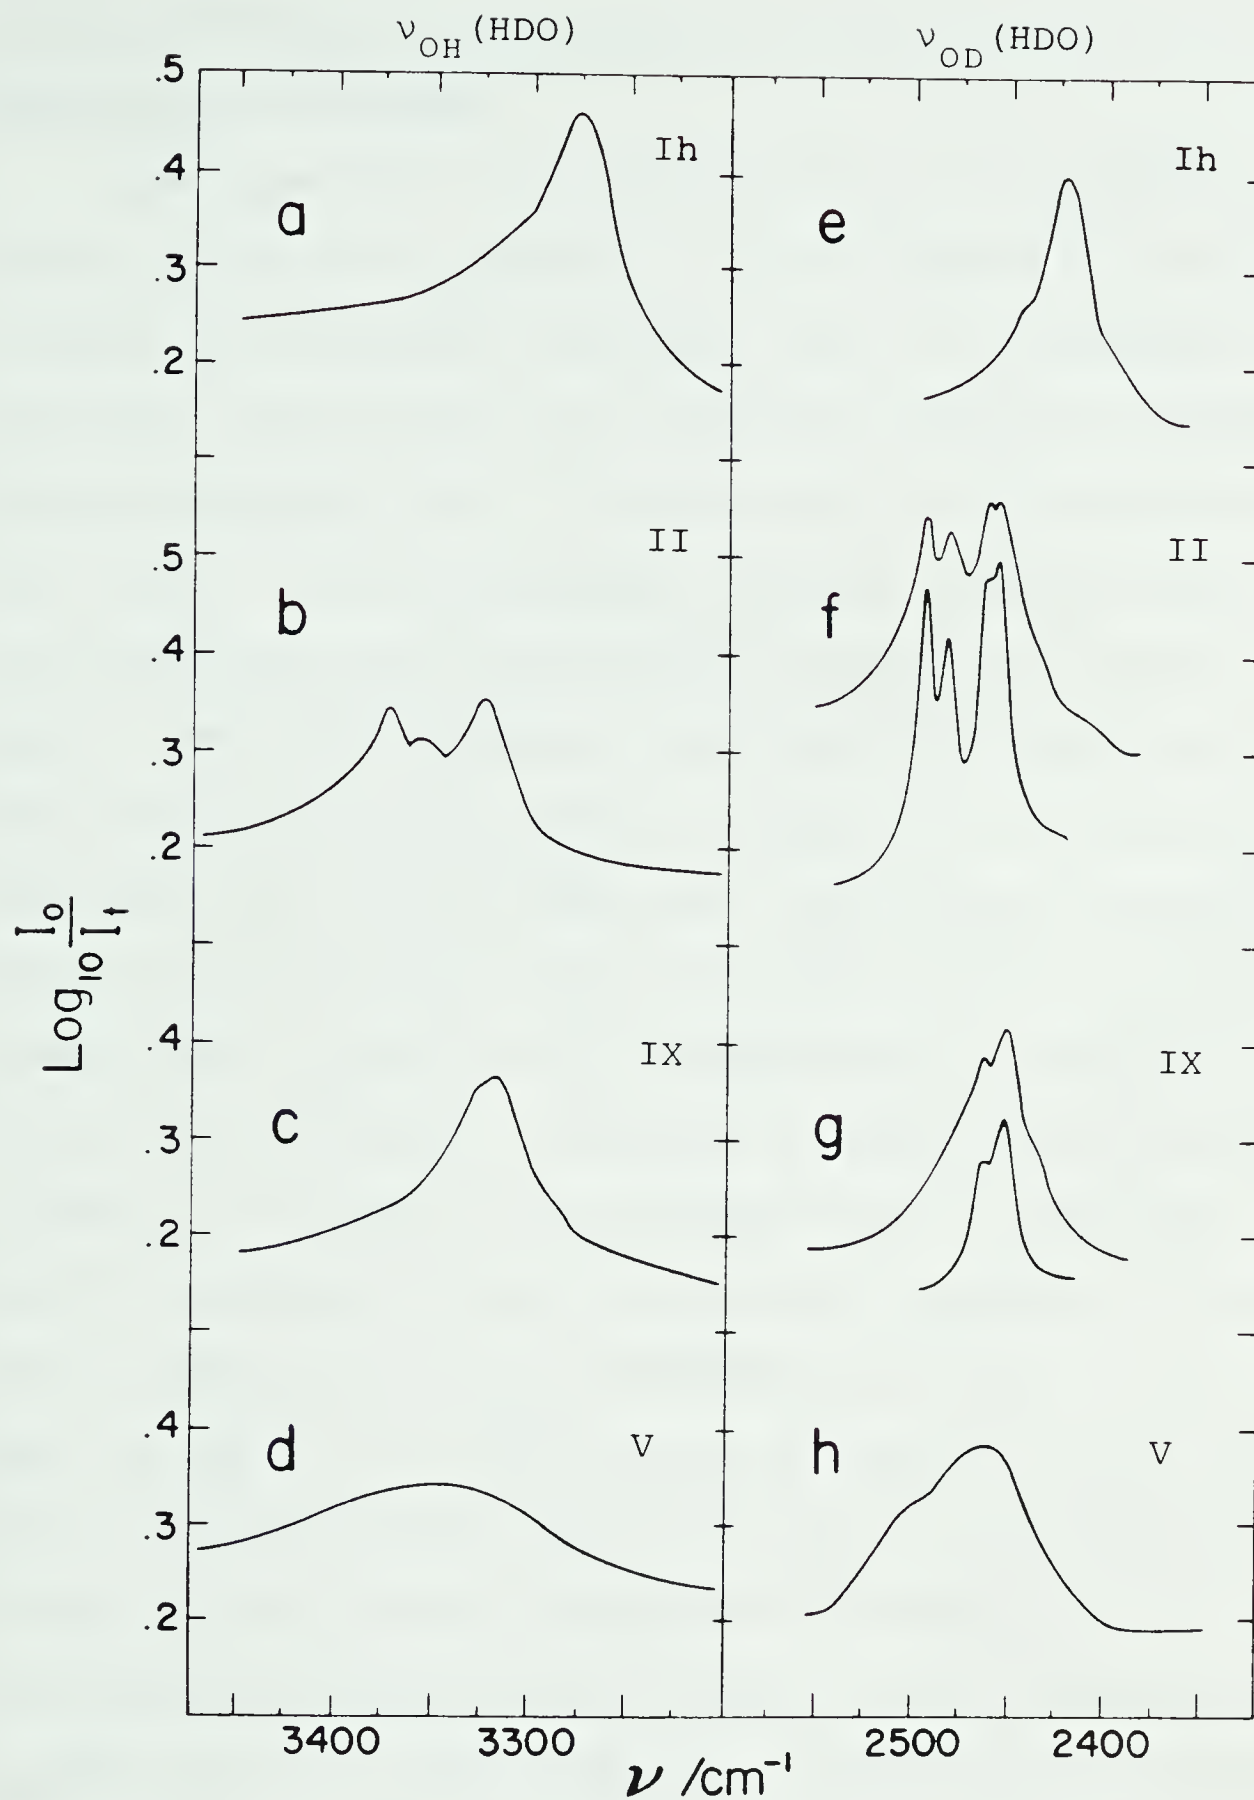 ν_OH (HDO)
ν_OD (HDO)
.5
.4
.3
.2
a
Ih
e
Ih
.5
.4
.3
.2
b
II
f
II
Log₁₀ I₀/I_t
.4
.3
.2
c
IX
g
IX
.4
.3
.2
d
V
h
V
3400
3300
2500
2400
ν /cm⁻¹